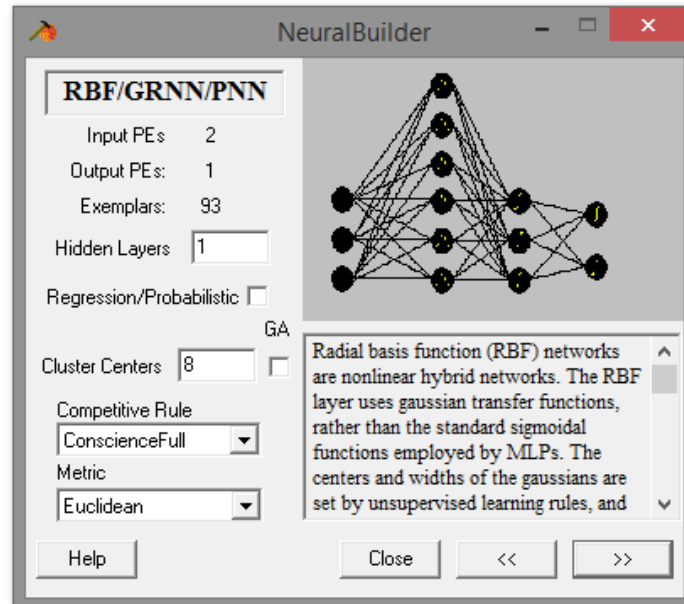 NeuralBuilder
RBF/GRNN/PNN
Input PEs 2
Output PEs: 1
Exemplars: 93
Hidden Layers 1
Regression/Probabilistic
GA
Cluster Centers 8
Competitive Rule
ConscienceFull
Metric
Euclidean
Radial basis function (RBF) networks
are nonlinear hybrid networks. The RBF
layer uses gaussian transfer functions,
rather than the standard sigmoidal
functions employed by MLPs. The
centers and widths of the gaussians are
set by unsupervised learning rules, and
Help
Close
<<
>>